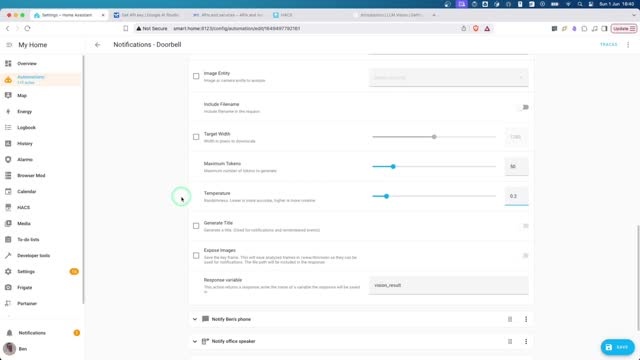 Settings – Home Assistant
Get API key | Google AI Studio
APIs and services – APIs and
HACS
Introduction | LLM Vision | Getti
Sun 1 Jun 18:40
Not Secure
smart.home:8123/config/automation/edit/1648497792161
Update
My Home
Notifications - Doorbell
TRACES
Overview
Automations
Map
Energy
Logbook
History
Alarmo
Browser Mod
Calendar
HACS
Media
To-do lists
Developer tools
Settings
Frigate
Portainer
Notifications
1
Ben
Image Entity
Image or camera entity to analyse
Include Filename
Include filename in the request
Target Width
Width in pixels to downscale
1280
Maximum Tokens
Maximum number of tokens to generate
50
Temperature
Randomness. Lower is more accurate, higher is more creative
0.2
Generate Title
Generate a title. (Used for notifications and remembered events)
Expose Images
Save the key frame. This will save analyzed frames in /www/llmvision so they can be
used for notifications. The file path will be included in the response
Response variable
This action returns a response, enter the name of a variable the response will be saved
in
vision_result
Notify Ben's phone
Notify office speaker
SAVE